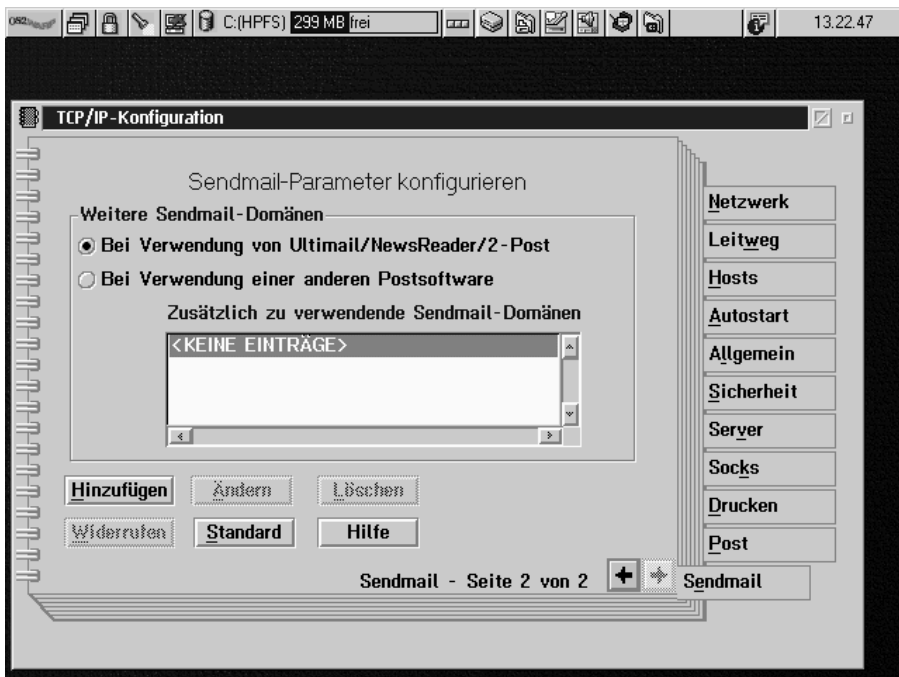 OS2 C:(HPFS) 299 MB frei 13.22.47
TCP/IP-Konfiguration
Sendmail-Parameter konfigurieren
Weitere Sendmail-Domänen
Bei Verwendung von Ultimail/NewsReader/2-Post
Bei Verwendung einer anderen Postsoftware
Zusätzlich zu verwendende Sendmail-Domänen
<KEINE EINTRÄGE>
Hinzufügen Ändern Löschen
Widerrufen Standard Hilfe
Sendmail - Seite 2 von 2
Netzwerk
Leitweg
Hosts
Autostart
Allgemein
Sicherheit
Server
Socks
Drucken
Post
Sendmail